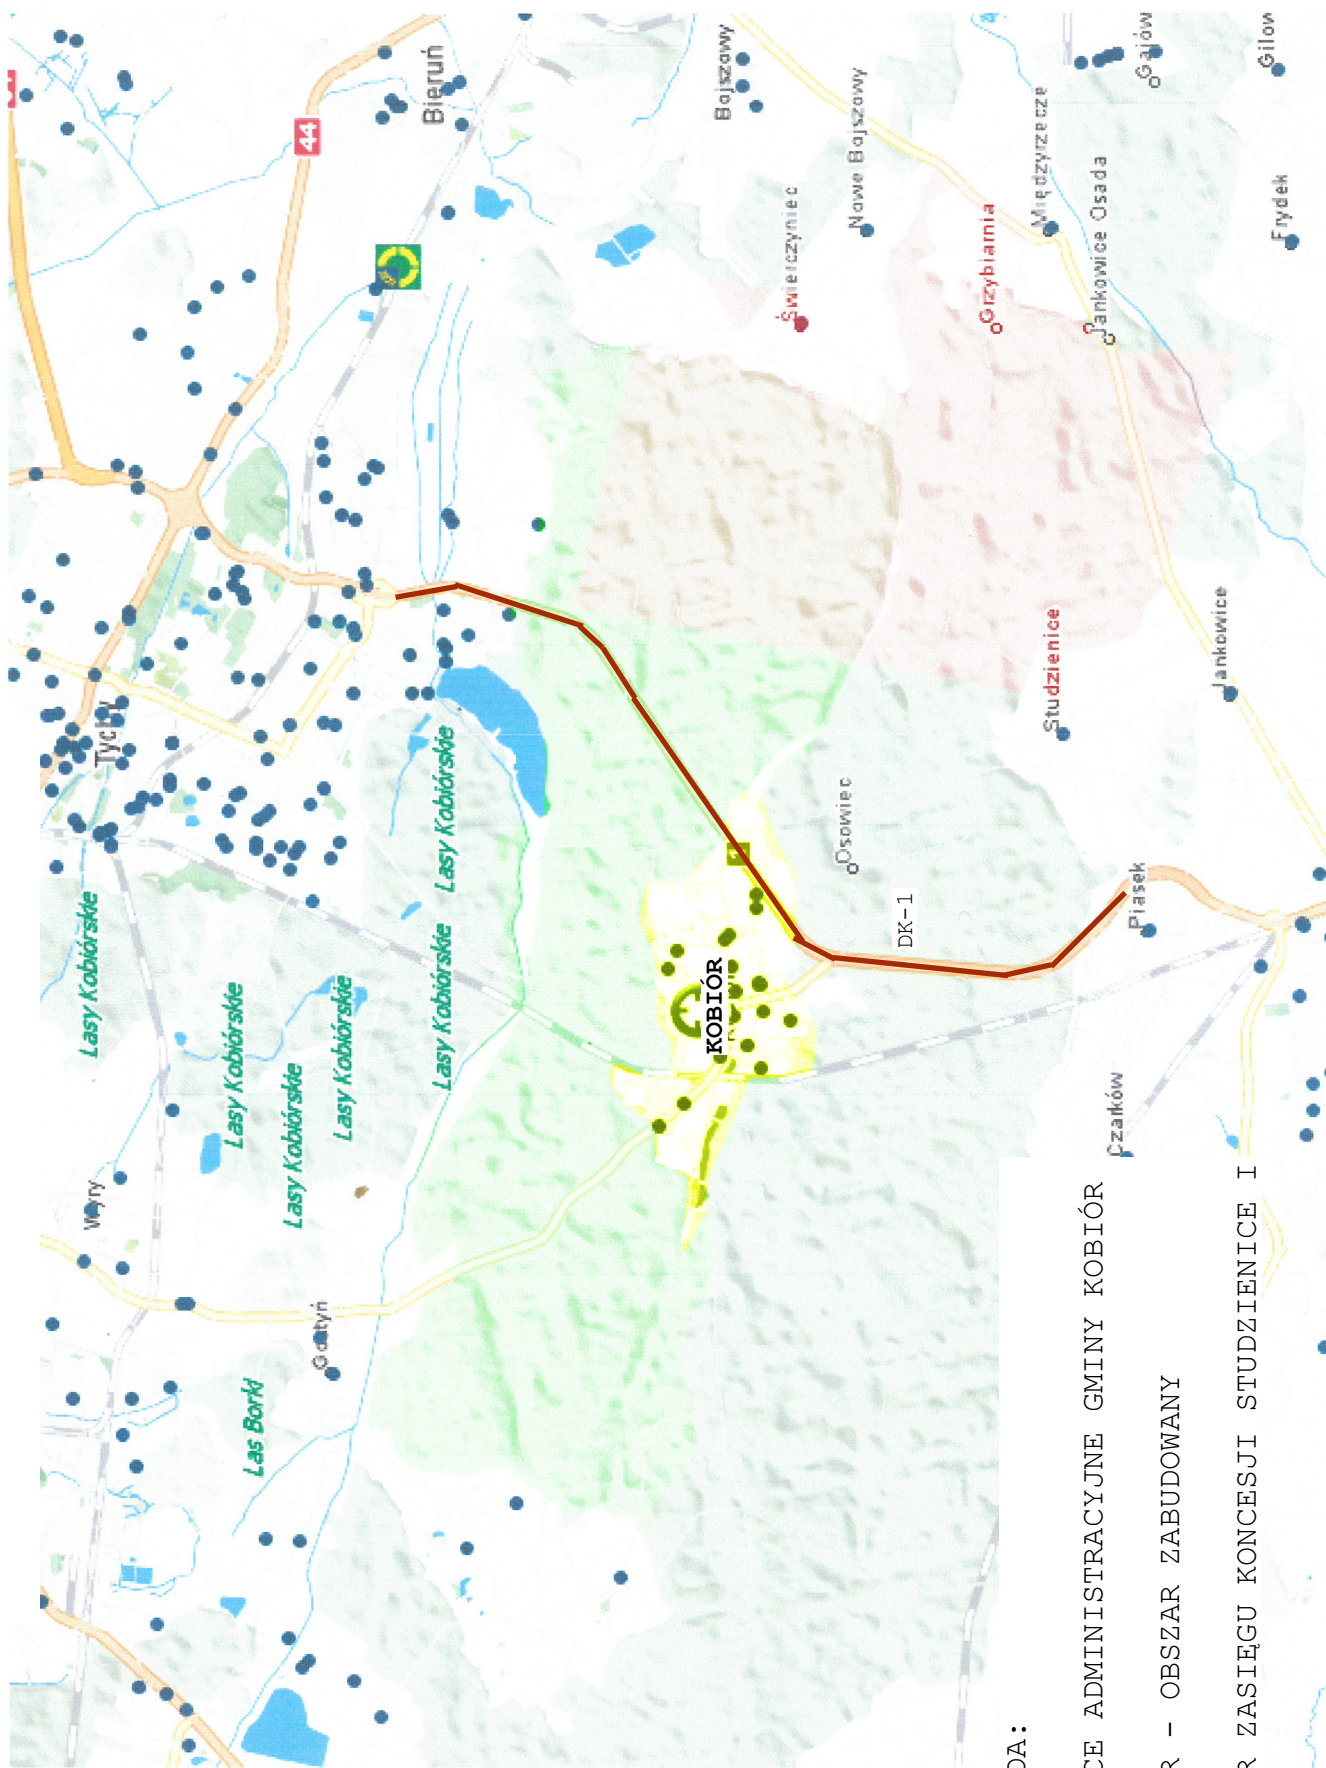 Bieruń
44
Bojszowy
Nowe Bojszowy
Świerczyniec
Międzyrzecze
Gajów
Gilow
Grzybiarnia
Jankowice Osada
Frydek
Tychy
Studzienice
Jankowice
Lasy Kobiórskie
Lasy Kobiórskie
Osowiec
Lasy Kobiórskie
Lasy Kobiórskie
Lasy Kobiórskie
Lasy Kobiórskie
KOBIÓR
DK-1
Piasek
Wyry
Czarków
Gostyń
Las Borki
DA:
CE ADMINISTRACYJNE GMINY KOBIÓR
R - OBSZAR ZABUDOWANY
R ZASIĘGU KONCESJI STUDZIENICE I